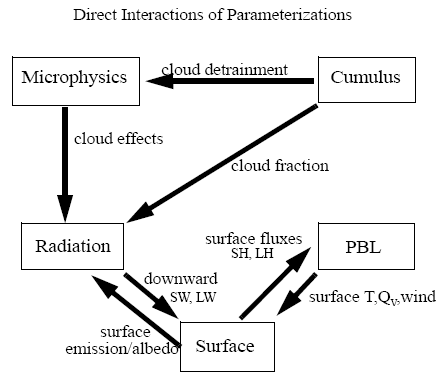 Direct Interactions of Parameterizations
Microphysics
cloud detrainment
Cumulus
cloud effects
cloud fraction
Radiation
surface fluxes
SH, LH
PBL
downward
SW, LW
surface T,Qv,wind
surface
emission/albedo
Surface